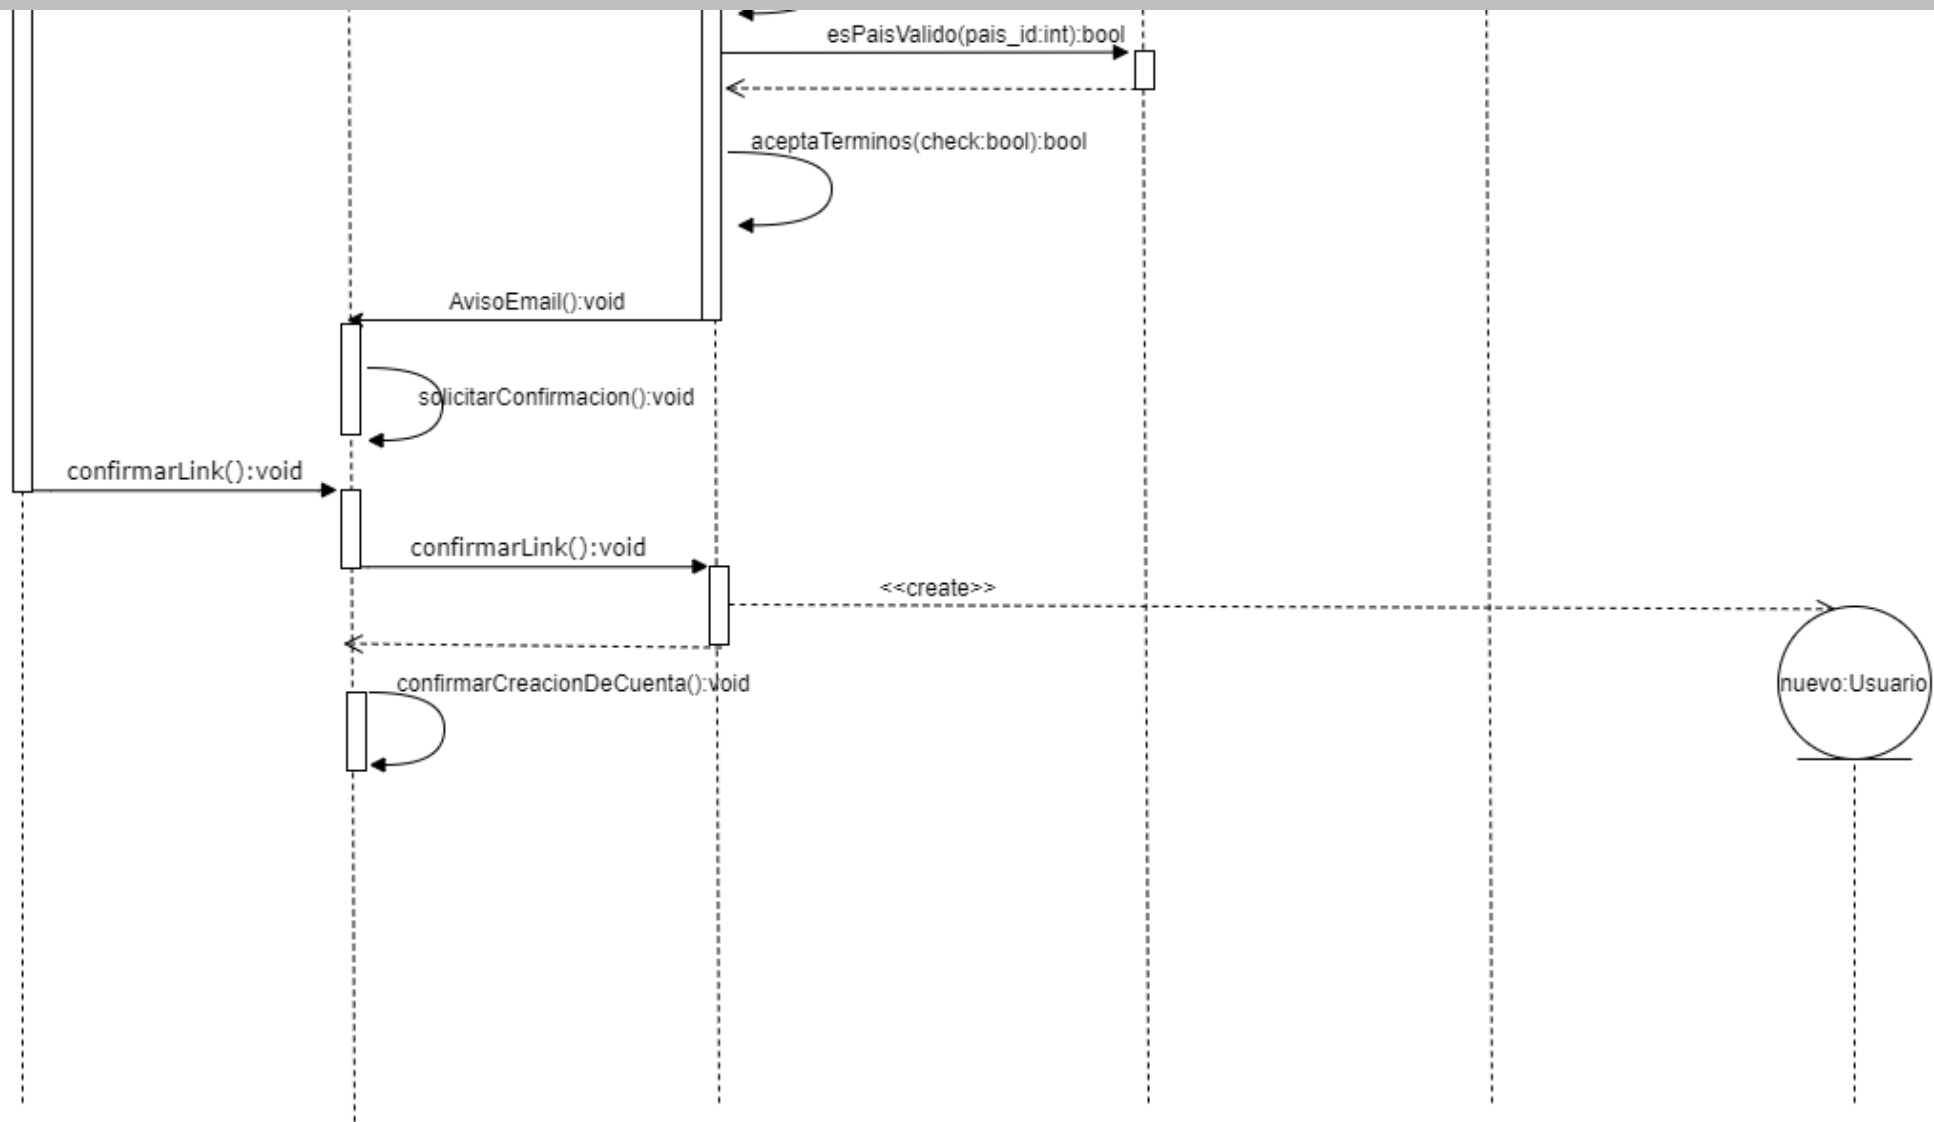 esPaisValido(pais_id:int):bool
aceptaTerminos(check:bool):bool
AvisoEmail():void
solicitarConfirmacion():void
confirmarLink():void
confirmarLink():void
<<create>>
confirmarCreacionDeCuenta():void
nuevo:Usuario